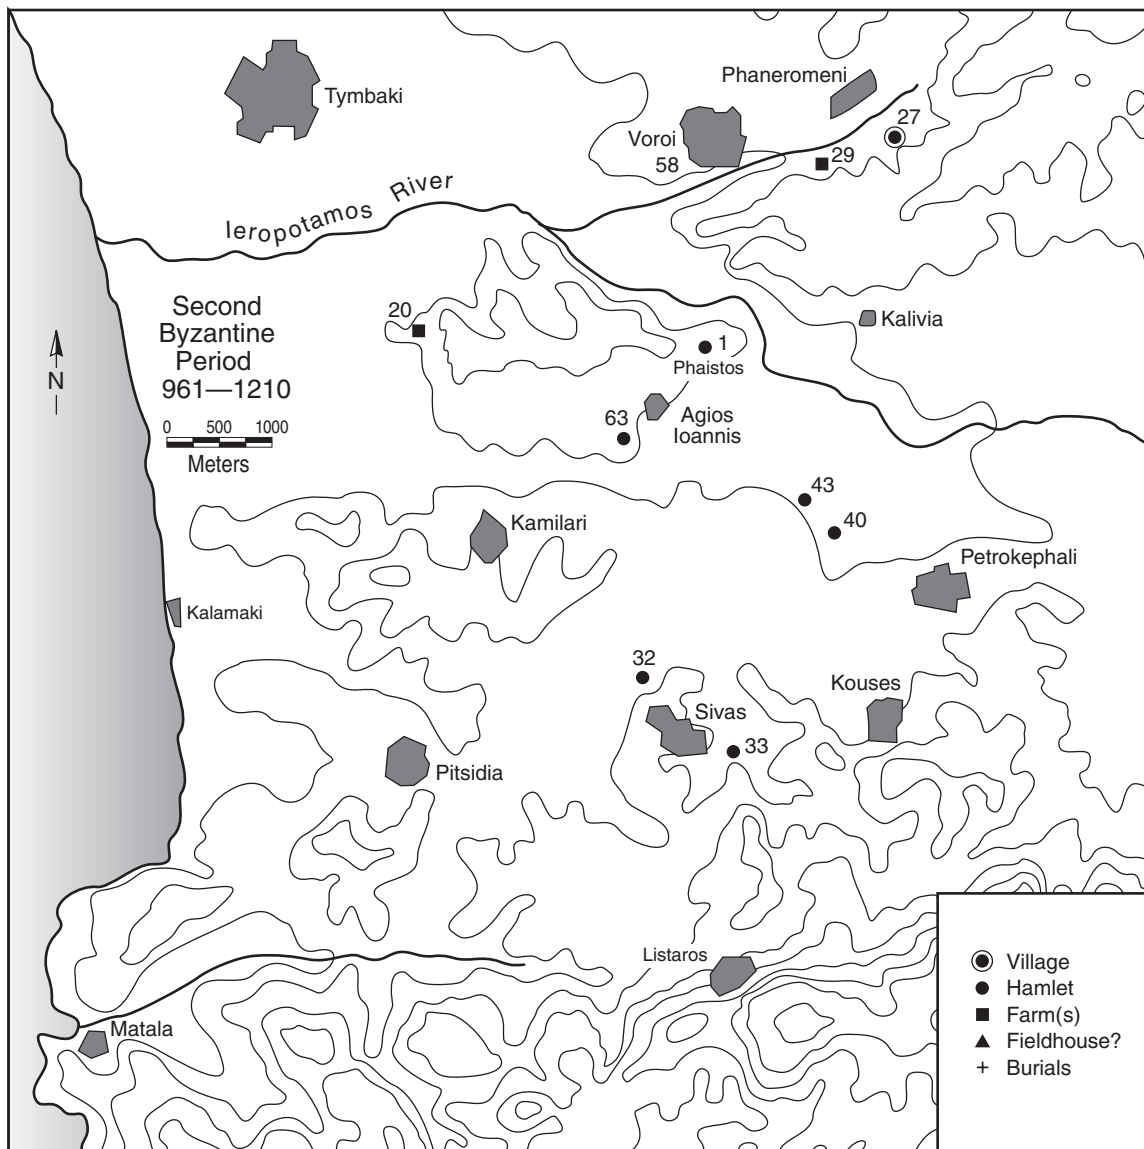 Tymbaki
Phaneromeni
Voroi
58
27
29
Ieropotamos River
Second
Byzantine
Period
961—1210
N
0 500 1000
Meters
20
1
Phaistos
Kalivia
63
Agios
Ioannis
43
40
Kamilari
Petrokephali
Kalamaki
32
Sivas
33
Kouses
Pitsidia
Listaros
Matala
Village
Hamlet
Farm(s)
Fieldhouse?
+ Burials